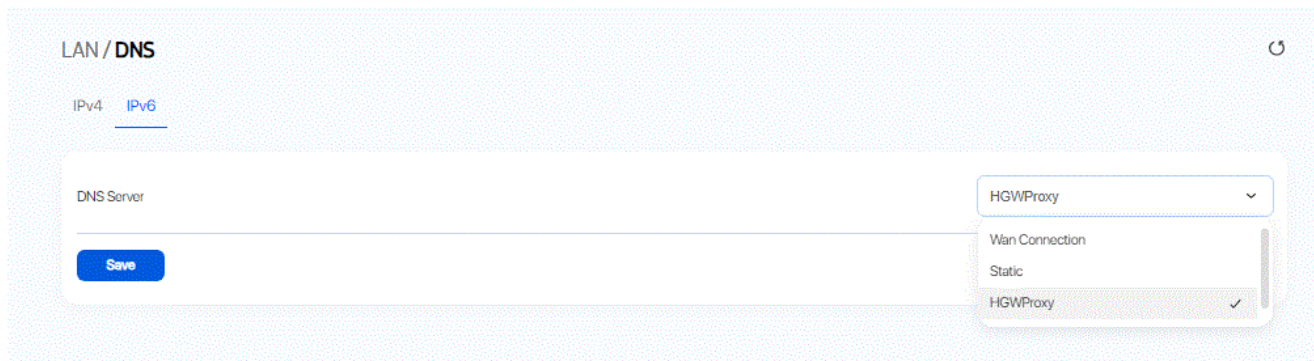 LAN / DNS
IPv4 IPv6
DNS Server HGWProxy
Wan Connection
Save
Static
HGWProxy